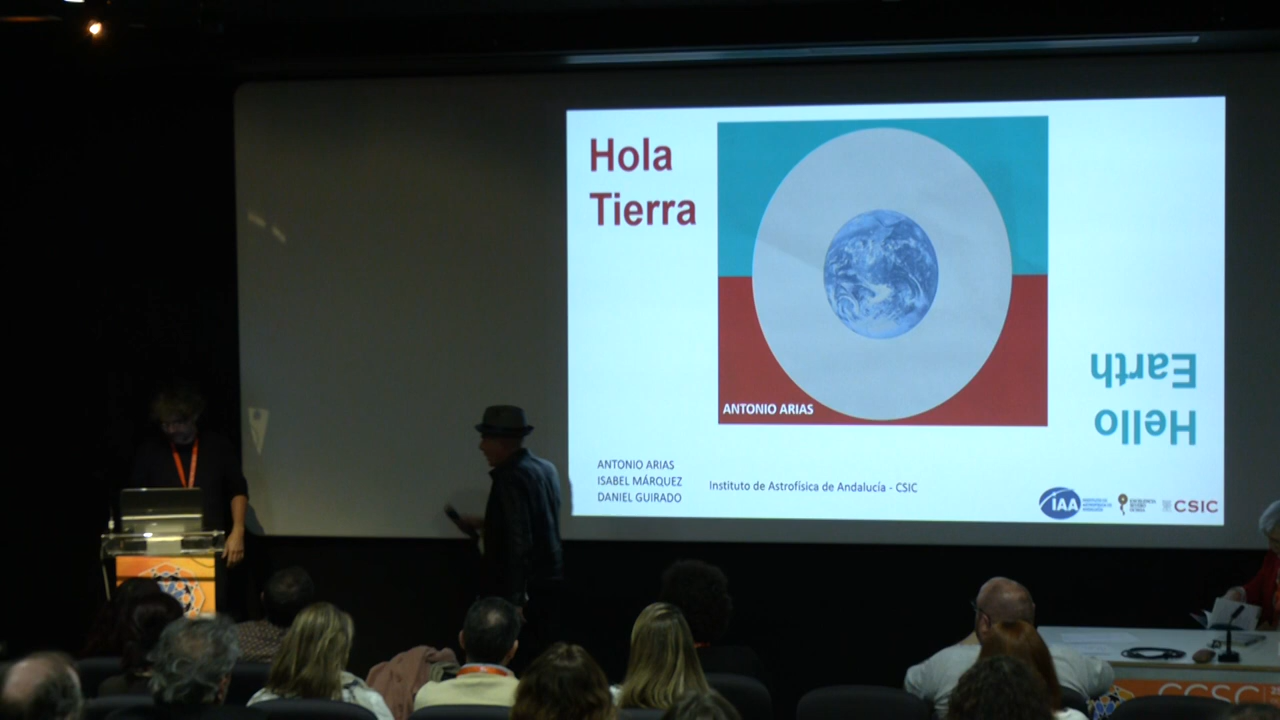 Hola
Tierra
ANTONIO ARIAS
Hello
Earth
ANTONIO ARIAS
ISABEL MÁRQUEZ
DANIEL GUIRADO
Instituto de Astrofísica de Andalucía - CSIC
IAA
CSIC
CCSC